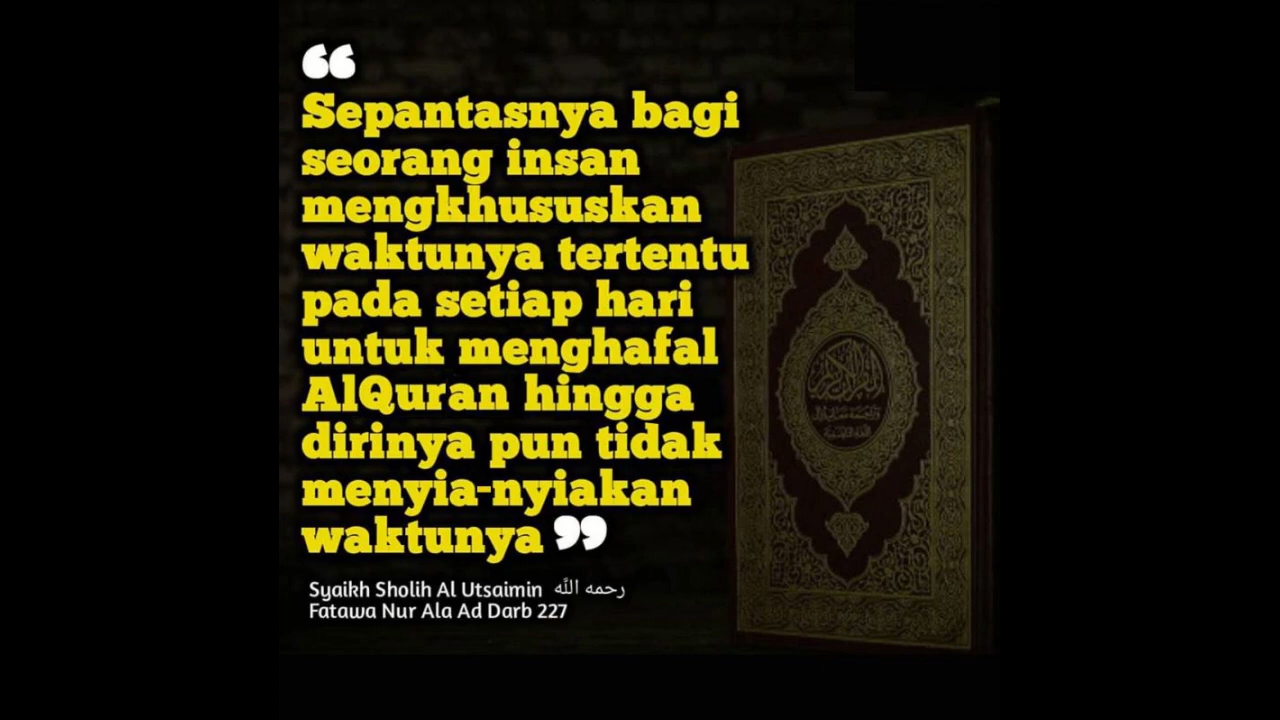 ❝
Sepantasnya bagi
seorang insan
mengkhususkan
waktunya tertentu
pada setiap hari
untuk menghafal
AlQuran hingga
dirinya pun tidak
menyia-nyiakan
waktunya ❞
Syaikh Sholih Al Utsaimin رحمه الله
Fatawa Nur Ala Ad Darb 227